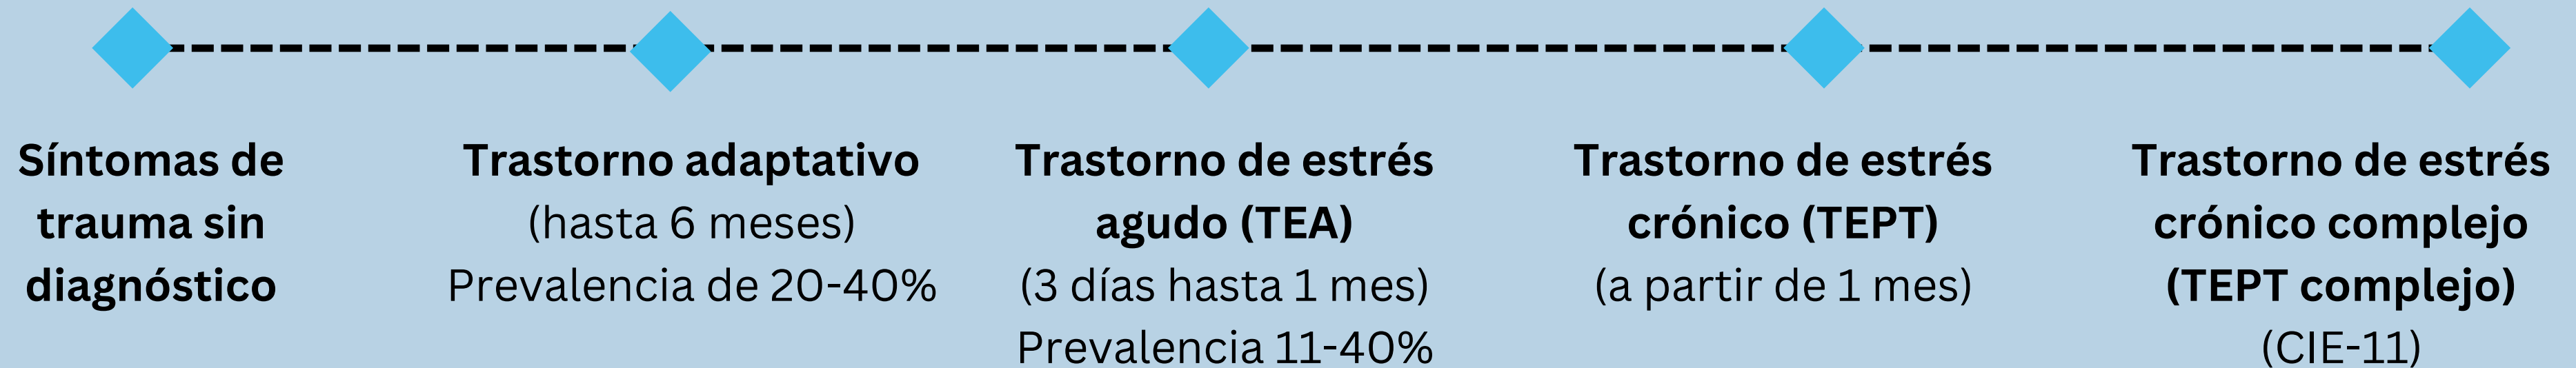 Síntomas de
trauma sin
diagnóstico
Trastorno adaptativo
(hasta 6 meses)
Prevalencia de 20-40%
Trastorno de estrés
agudo (TEA)
(3 días hasta 1 mes)
Prevalencia 11-40%
Trastorno de estrés
crónico (TEPT)
(a partir de 1 mes)
Trastorno de estrés
crónico complejo
(TEPT complejo)
(CIE-11)